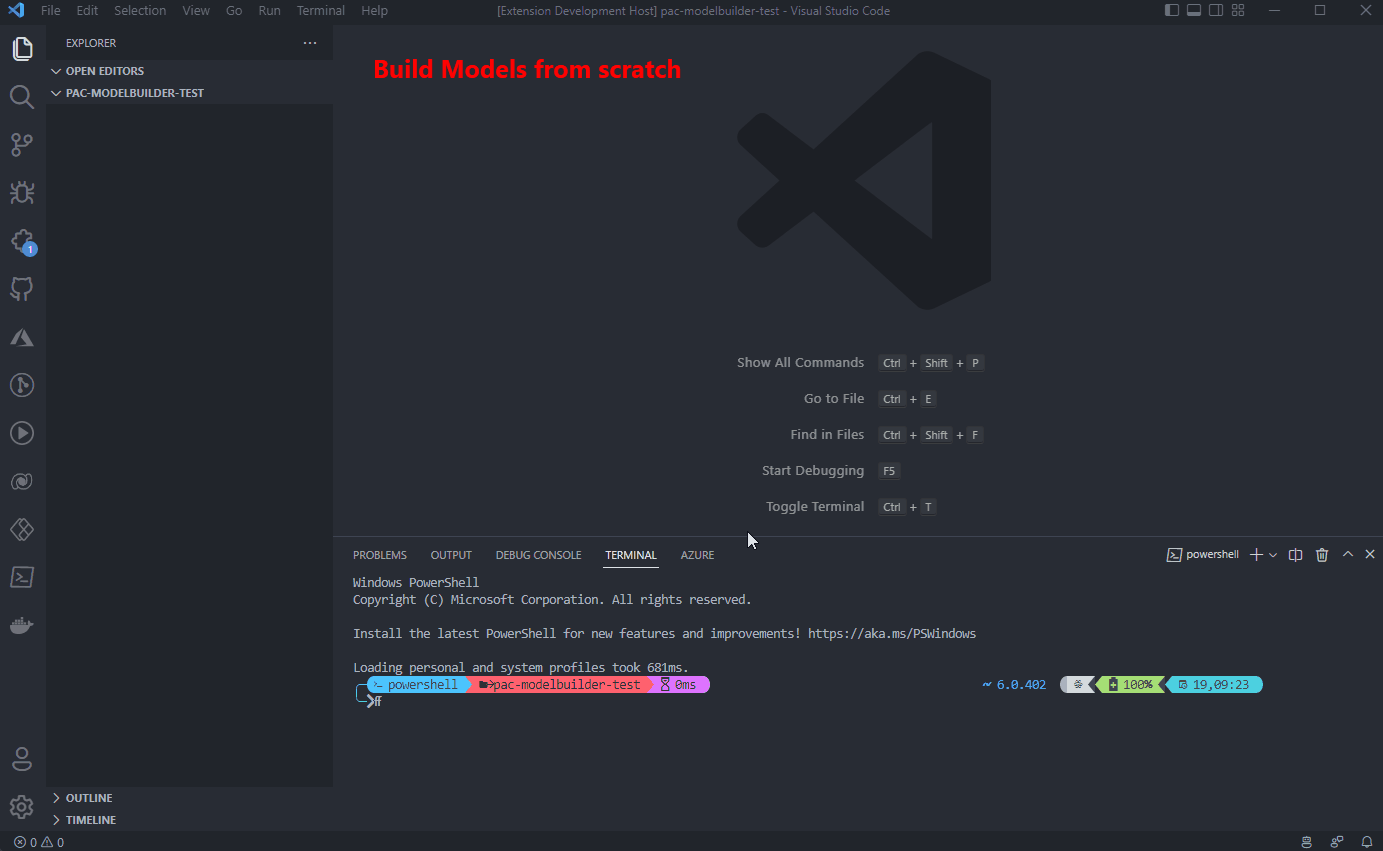 File Edit Selection View Go Run Terminal Help [Extension Development Host] pac-modelbuilder-test - Visual Studio Code
EXPLORER
OPEN EDITORS
PAC-MODELBUILDER-TEST
Build Models from scratch
1
Show All Commands Ctrl + Shift + P
Go to File Ctrl + E
Find in Files Ctrl + Shift + F
Start Debugging F5
Toggle Terminal Ctrl + T
PROBLEMS OUTPUT DEBUG CONSOLE TERMINAL AZURE powershell
Windows PowerShell
Copyright (C) Microsoft Corporation. All rights reserved.
Install the latest PowerShell for new features and improvements! https://aka.ms/PSWindows
Loading personal and system profiles took 681ms.
powershell pac-modelbuilder-test 0ms ~ 6.0.402 100% 19,09:23
OUTLINE
TIMELINE
0 0